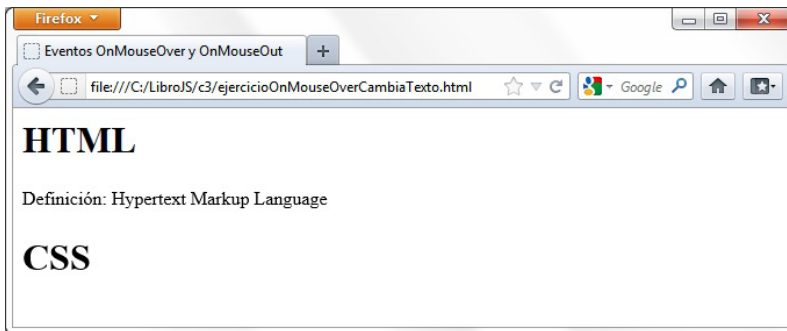 Firefox
Eventos OnMouseOver y OnMouseOut
file:///C:/LibroJS/c3/ejercicioOnMouseOverCambiaTexto.html
Google
HTML
Definición: Hypertext Markup Language
CSS